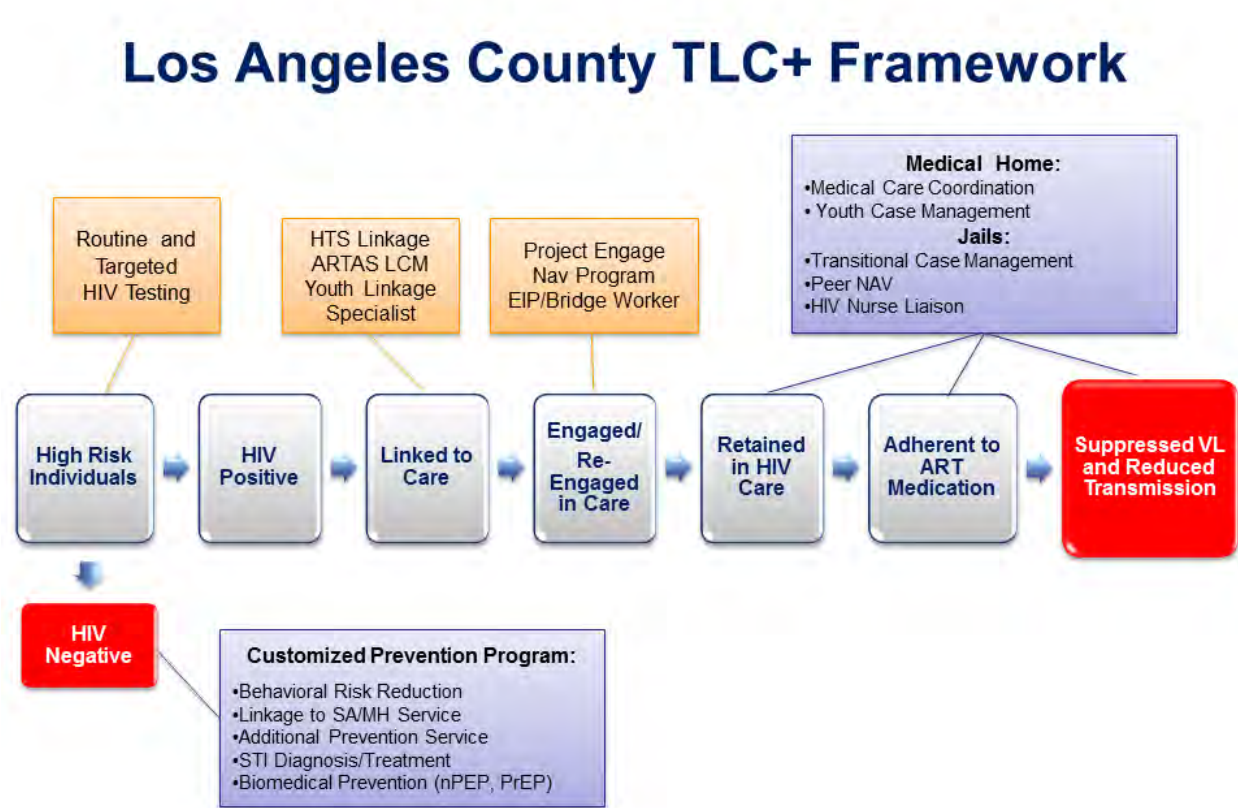 Los Angeles County TLC+ Framework
Routine and
Targeted
HIV Testing
HTS Linkage
ARTAS LCM
Youth Linkage
Specialist
Project Engage
Nav Program
EIP/Bridge Worker
Medical Home:
•Medical Care Coordination
• Youth Case Management
Jails:
•Transitional Case Management
•Peer NAV
•HIV Nurse Liaison
High Risk
Individuals
HIV
Positive
Linked to
Care
Engaged/
Re-
Engaged
in Care
Retained
in HIV
Care
Adherent to
ART
Medication
Suppressed VL
and Reduced
Transmission
HIV
Negative
Customized Prevention Program:
•Behavioral Risk Reduction
•Linkage to SA/MH Service
•Additional Prevention Service
•STI Diagnosis/Treatment
•Biomedical Prevention (nPEP, PrEP)